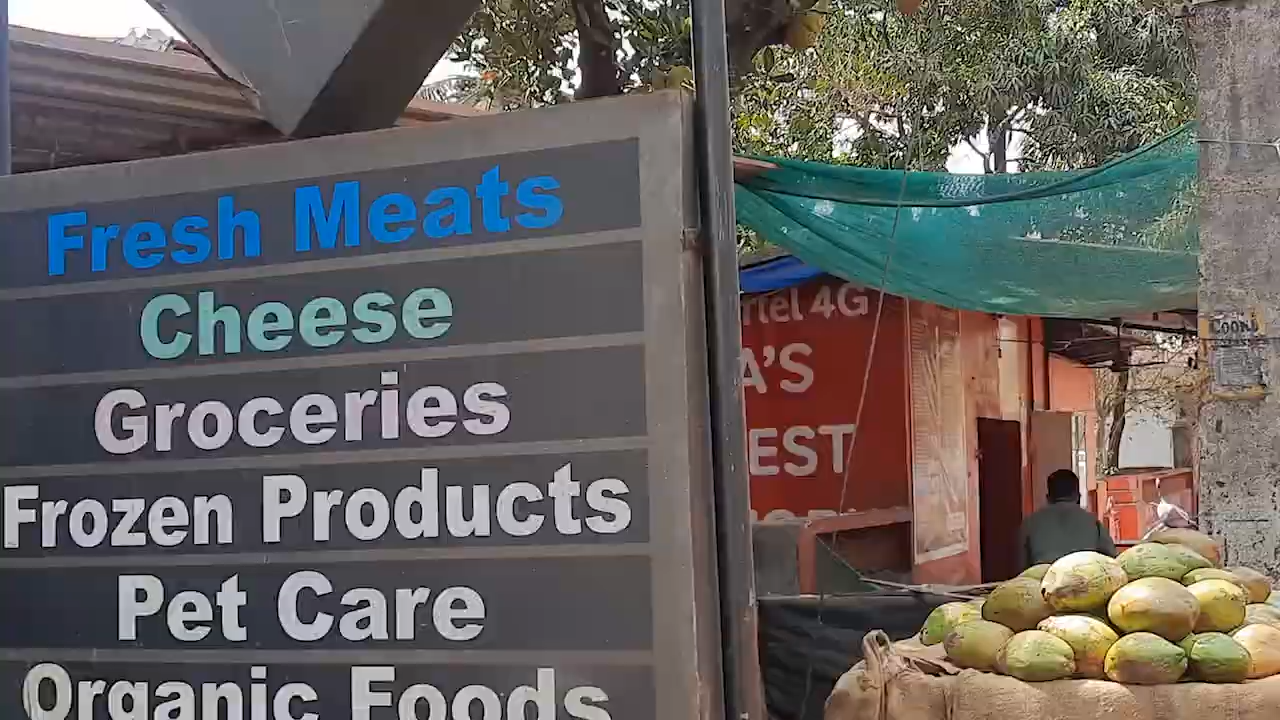 Fresh Meats
Cheese
Groceries
Frozen Products
Pet Care
Organic Foods
rtel 4G
A'S
EST